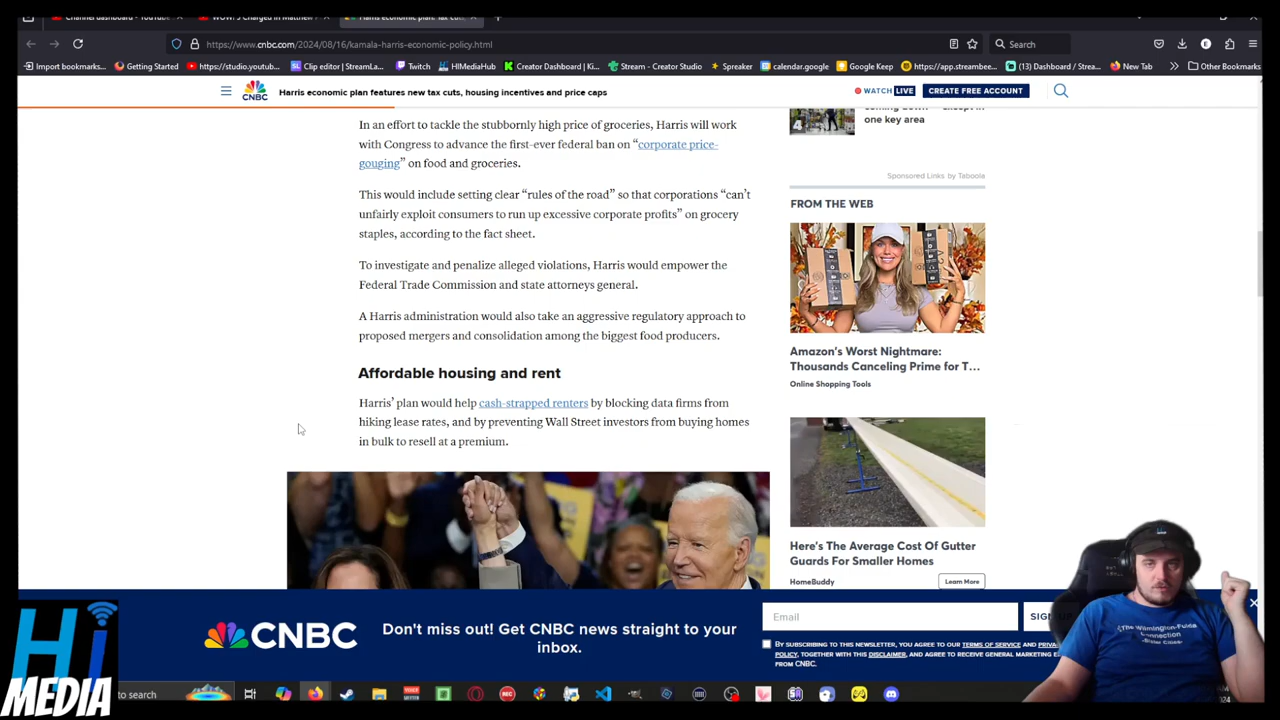 Channel dashboard - YouTube
Harris economic plan: Tax cuts,
https://www.cnbc.com/2024/08/16/kamala-harris-economic-policy.html
Search
Import bookmarks...
Getting Started
https://studio.youtub...
Clip editor | StreamLa...
Twitch
HIMediaHub
Creator Dashboard | Ki...
Stream - Creator Studio
Spreaker
calendar.google
Google Keep
https://app.streambee...
(13) Dashboard / Strea...
New Tab
Other Bookmarks
CNBC
Harris economic plan features new tax cuts, housing incentives and price caps
WATCH LIVE
CREATE FREE ACCOUNT
In an effort to tackle the stubbornly high price of groceries, Harris will work
with Congress to advance the first-ever federal ban on “corporate price-
gouging” on food and groceries.
This would include setting clear “rules of the road” so that corporations “can’t
unfairly exploit consumers to run up excessive corporate profits” on grocery
staples, according to the fact sheet.
To investigate and penalize alleged violations, Harris would empower the
Federal Trade Commission and state attorneys general.
A Harris administration would also take an aggressive regulatory approach to
proposed mergers and consolidation among the biggest food producers.
Affordable housing and rent
Harris’ plan would help cash-strapped renters by blocking data firms from
hiking lease rates, and by preventing Wall Street investors from buying homes
in bulk to resell at a premium.
4
one key area
Sponsored Links by Taboola
FROM THE WEB
Amazon's Worst Nightmare:
Thousands Canceling Prime for T...
Online Shopping Tools
Here's The Average Cost Of Gutter
Guards For Smaller Homes
HomeBuddy
Learn More
CNBC
Don't miss out! Get CNBC news straight to your
inbox.
Email
SIGN
BY SUBSCRIBING TO THIS NEWSLETTER, YOU AGREE TO OUR TERMS OF SERVICE AND
POLICY, TOGETHER WITH THIS DISCLAIMER, AND AGREE TO RECEIVE GENERAL MARKETING
FROM CNBC.
The Wilmington-Fulda
Connection
Hi
MEDIA
to search